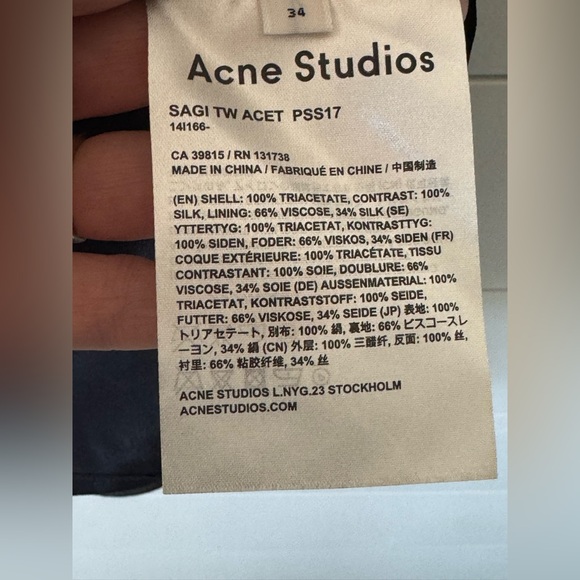 34
Acne Studios
SAGI TW ACET PSS17
14I166-
CA 39815 / RN 131738
MADE IN CHINA / FABRIQUÉ EN CHINE / 中国制造
(EN) SHELL: 100% TRIACETATE, CONTRAST: 100%
SILK, LINING: 66% VISCOSE, 34% SILK (SE)
YTTERTYG: 100% TRIACETAT, KONTRASTTYG:
100% SIDEN, FODER: 66% VISKOS, 34% SIDEN (FR)
COQUE EXTÉRIEURE: 100% TRIACÉTATE, TISSU
CONTRASTANT: 100% SOIE, DOUBLURE: 66%
VISCOSE, 34% SOIE (DE) AUSSENMATERIAL: 100%
TRIACETAT, KONTRASTSTOFF: 100% SEIDE,
FUTTER: 66% VISKOSE, 34% SEIDE (JP) 表地: 100%
トリアセテート, 別布: 100% 絹, 裏地: 66% ビスコースレ
ーヨン, 34% 絹 (CN) 外层: 100% 三醋纤, 反面: 100% 丝,
衬里: 66% 粘胶纤维, 34% 丝
ACNE STUDIOS L.NYG.23 STOCKHOLM
ACNESTUDIOS.COM